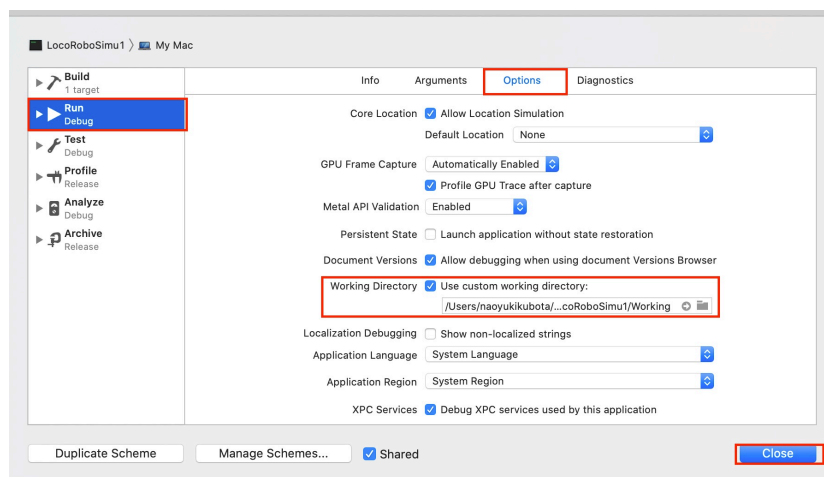 LocoRoboSimu1 〉 My Mac
Build
1 target
Run
Debug
Test
Debug
Profile
Release
Analyze
Debug
Archive
Release
Info Arguments Options Diagnostics
Core Location Allow Location Simulation
Default Location None
GPU Frame Capture Automatically Enabled
Profile GPU Trace after capture
Metal API Validation Enabled
Persistent State Launch application without state restoration
Document Versions Allow debugging when using document Versions Browser
Working Directory Use custom working directory:
/Users/naoyukikubota/...coRoboSimu1/Working
Localization Debugging Show non-localized strings
Application Language System Language
Application Region System Region
XPC Services Debug XPC services used by this application
Duplicate Scheme Manage Schemes... Shared Close